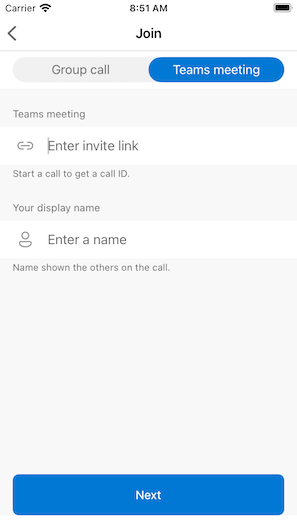 Carrier 8:51 AM
Join
Group call Teams meeting
Teams meeting
Enter invite link
Start a call to get a call ID.
Your display name
Enter a name
Name shown the others on the call.
Next